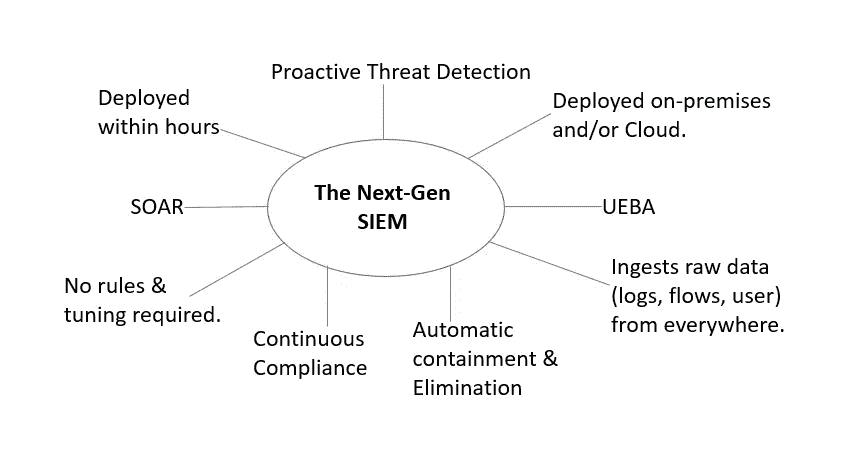 Proactive Threat Detection
Deployed
within hours
Deployed on-premises
and/or Cloud.
The Next-Gen
SIEM
SOAR
UEBA
No rules &
tuning required.
Ingests raw data
(logs, flows, user)
from everywhere.
Continuous
Compliance
Automatic
containment &
Elimination